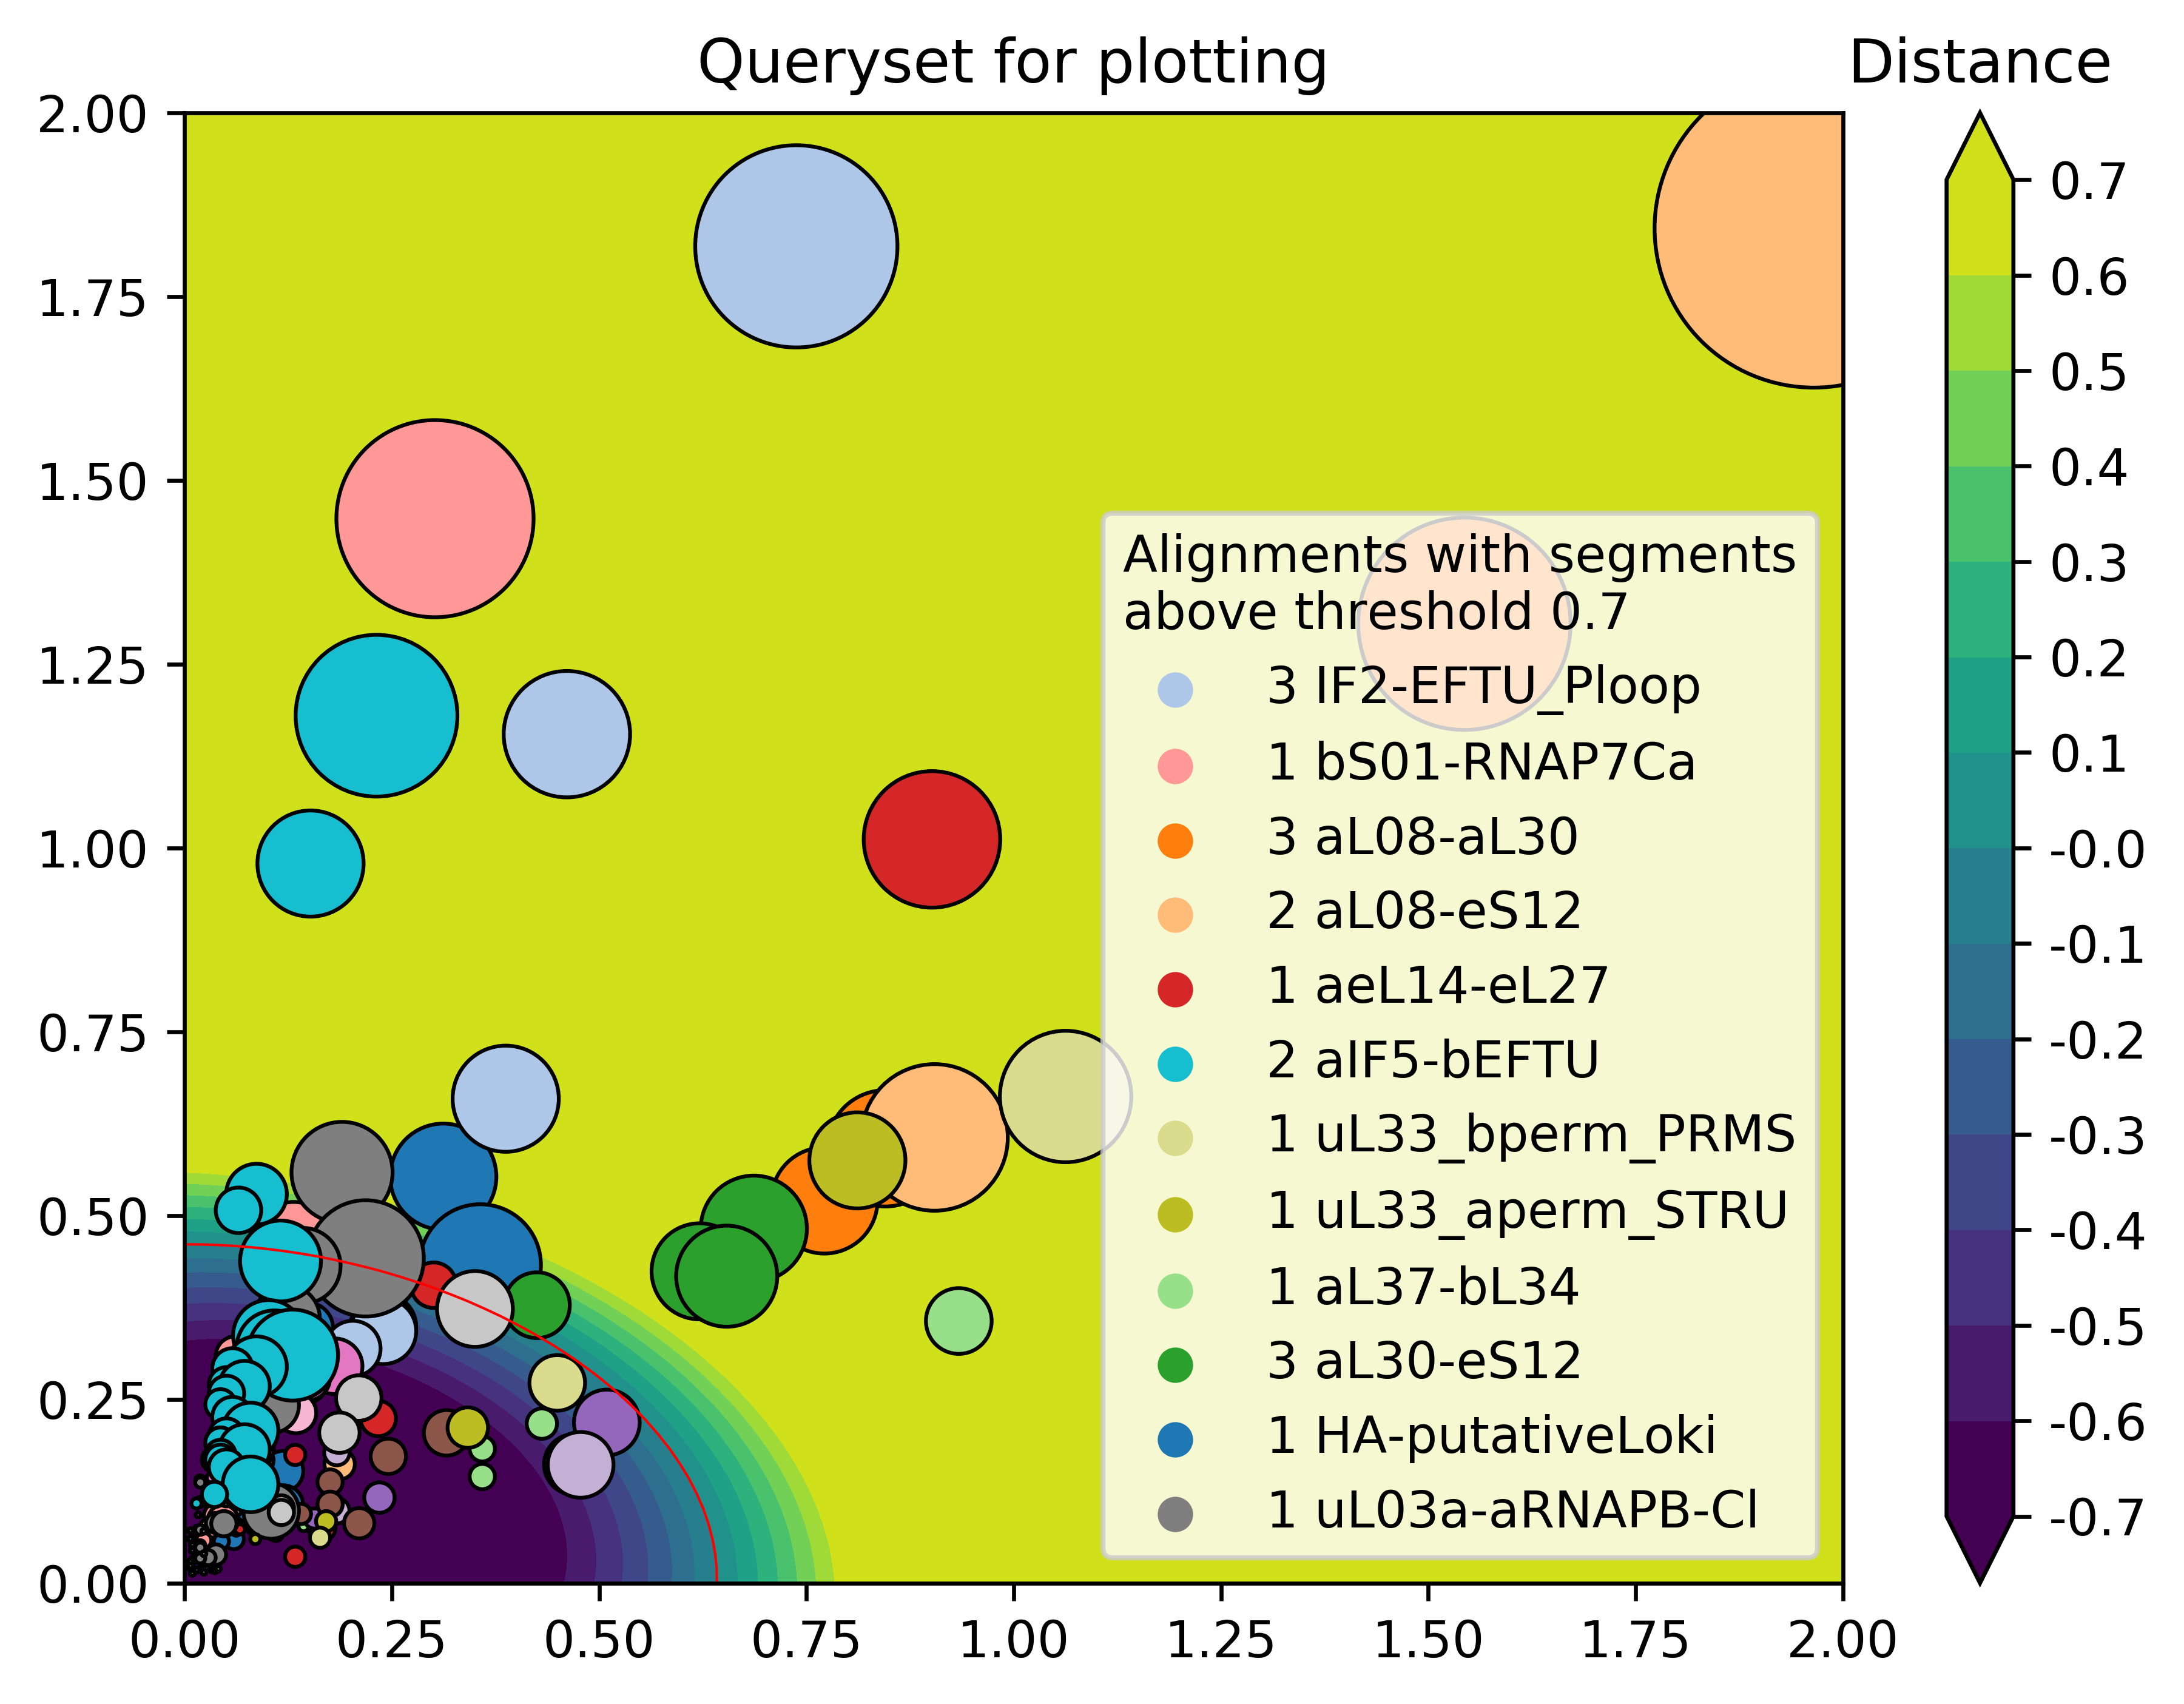 Queryset for plotting
Distance
2.00
1.75
1.50
1.25
1.00
0.75
0.50
0.25
0.00
0.00 0.25 0.50 0.75 1.00 1.25 1.50 1.75 2.00
Alignments with segments
above threshold 0.7
3 IF2-EFTU_Ploop
1 bS01-RNAP7Ca
3 aL08-aL30
2 aL08-eS12
1 aeL14-eL27
2 aIF5-bEFTU
1 uL33_bperm_PRMS
1 uL33_aperm_STRU
1 aL37-bL34
3 aL30-eS12
1 HA-putativeLoki
1 uL03a-aRNAPB-Cl
0.7
0.6
0.5
0.4
0.3
0.2
0.1
-0.0
-0.1
-0.2
-0.3
-0.4
-0.5
-0.6
-0.7